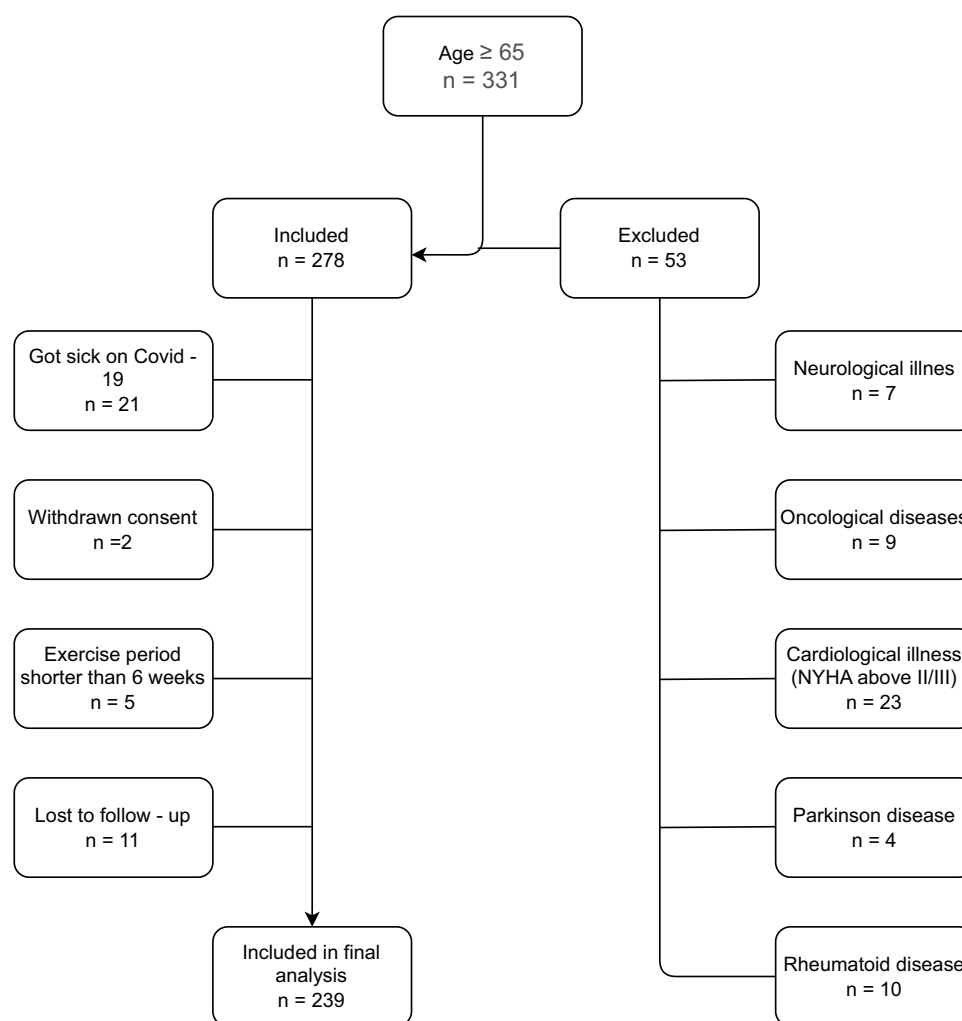 Age ≥ 65
n = 331
Included
n = 278
Excluded
n = 53
Got sick on Covid -
19
n = 21
Neurological illnes
n = 7
Withdrawn consent
n =2
Oncological diseases
n = 9
Exercise period
shorter than 6 weeks
n = 5
Cardiological illness
(NYHA above II/III)
n = 23
Lost to follow - up
n = 11
Parkinson disease
n = 4
Included in final
analysis
n = 239
Rheumatoid disease
n = 10